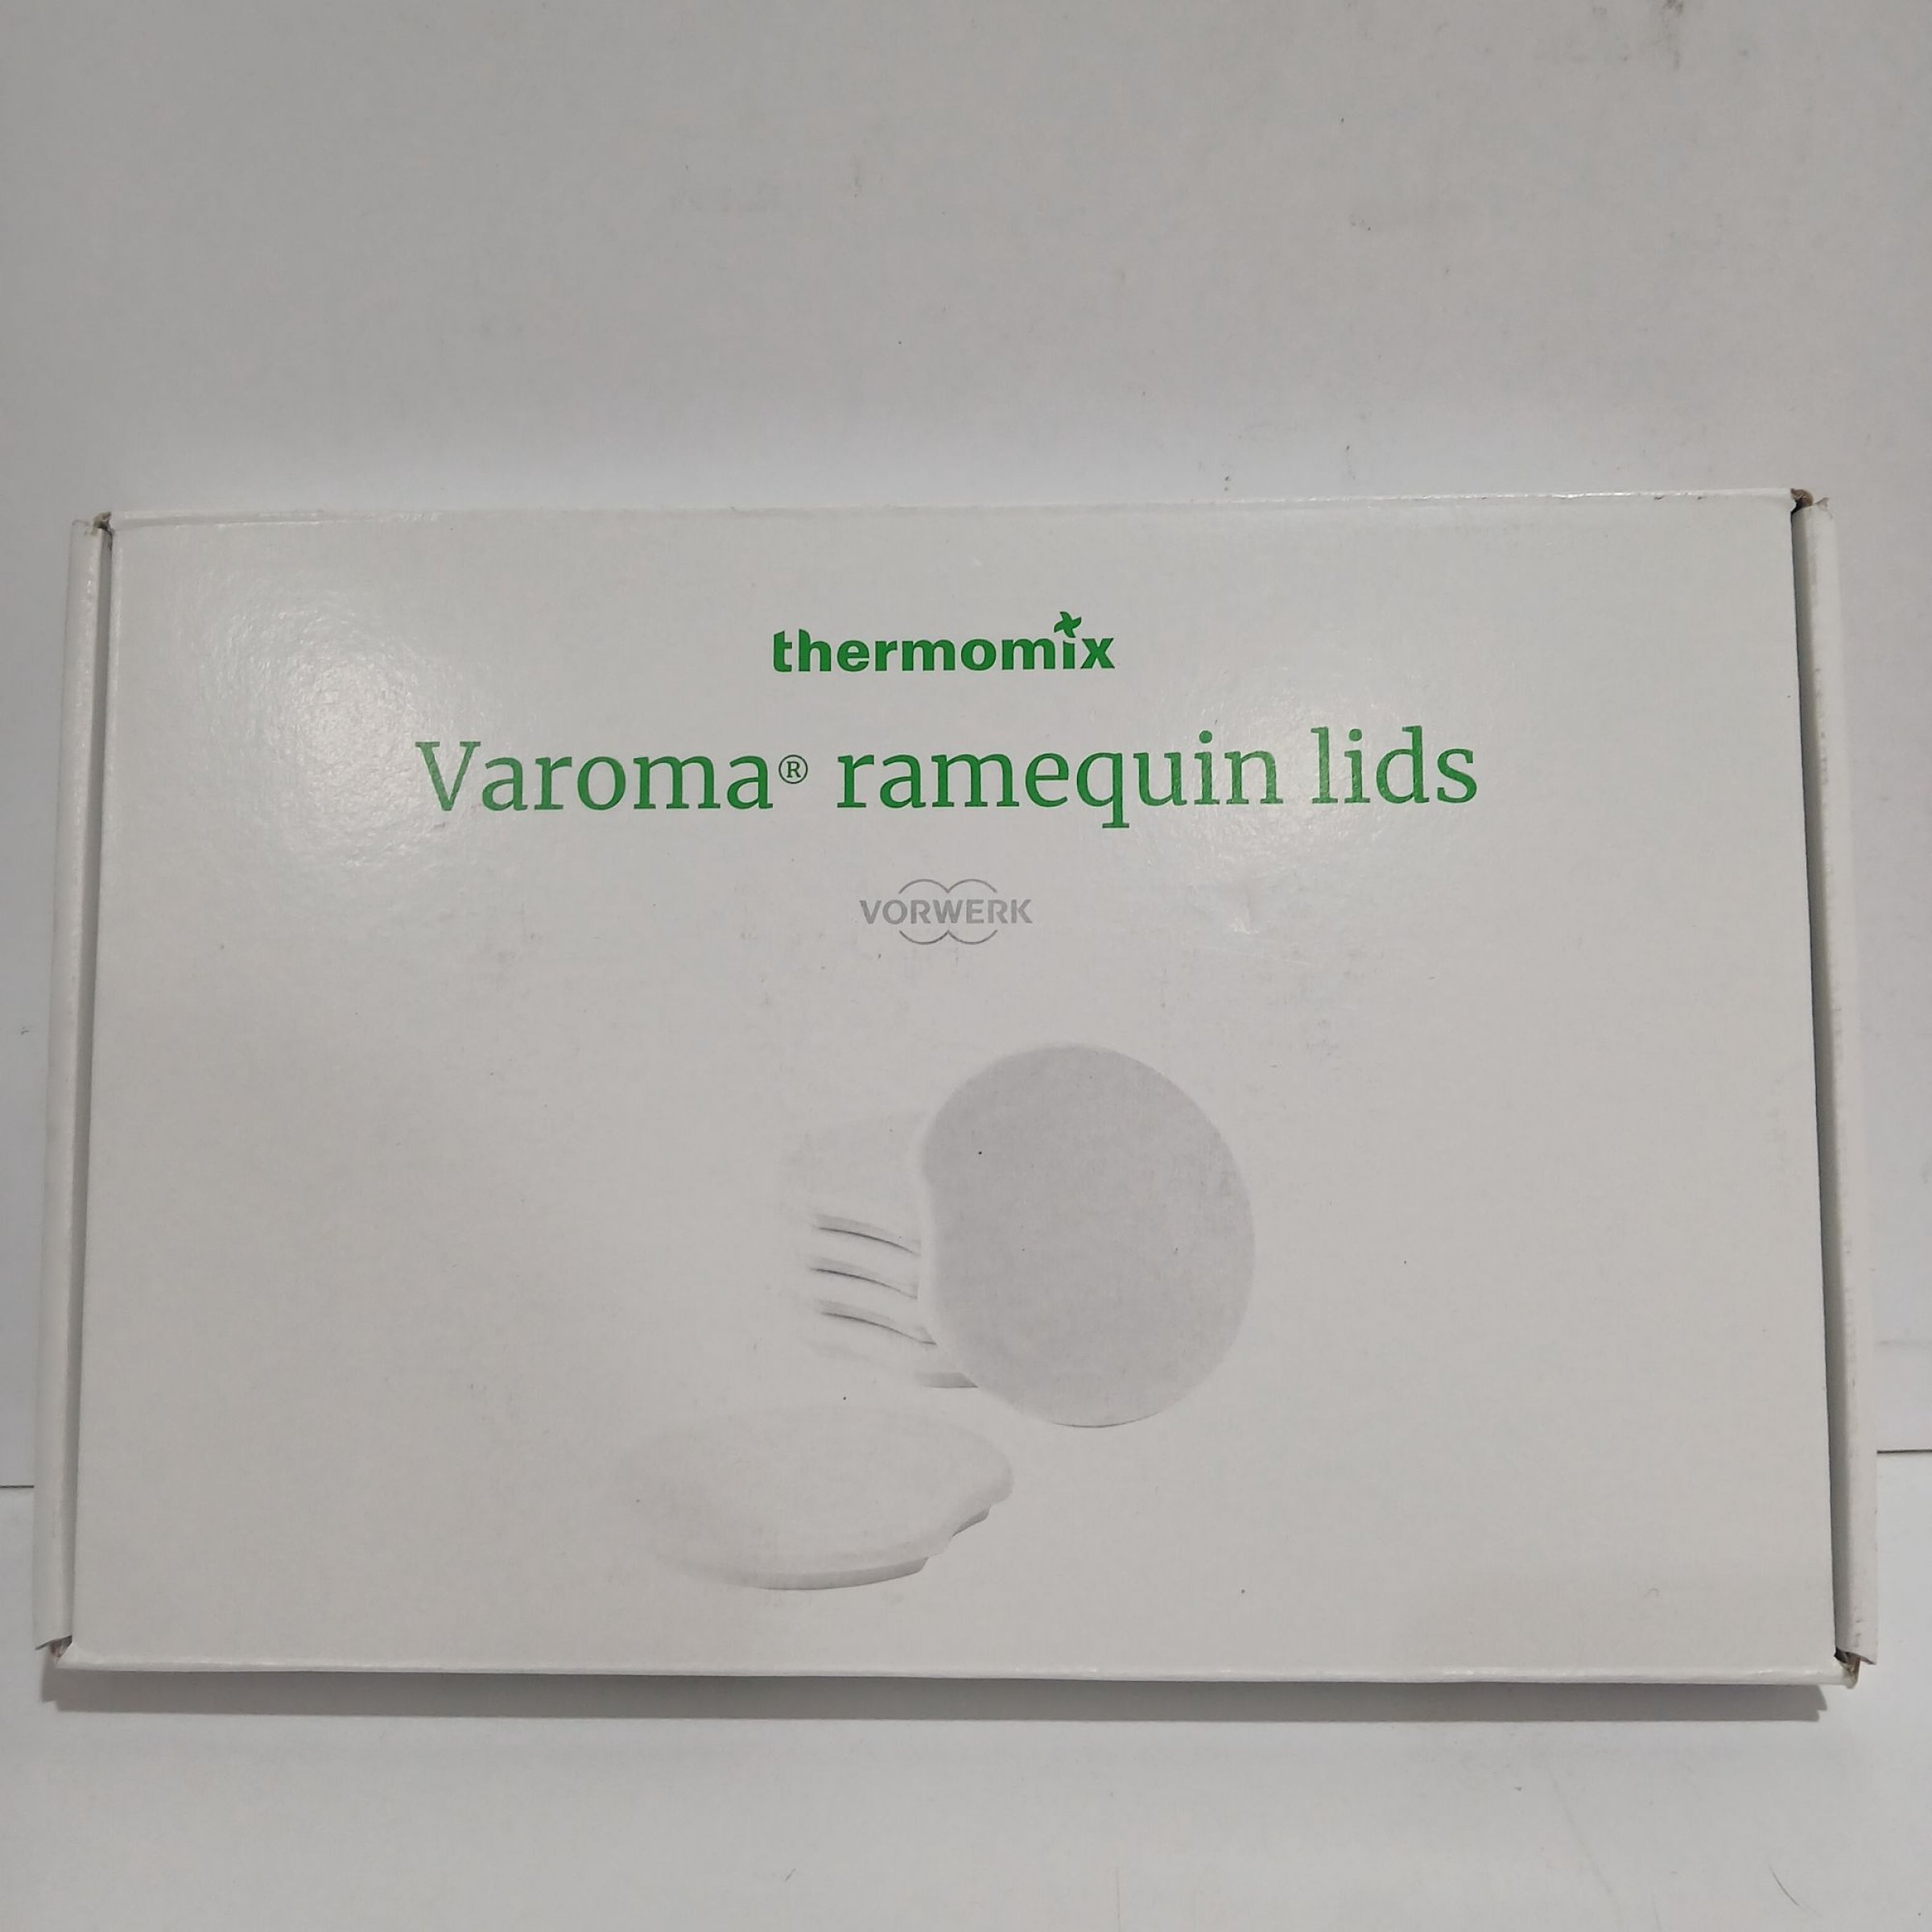 thermomix
Varoma® ramequin lids
VORWERK